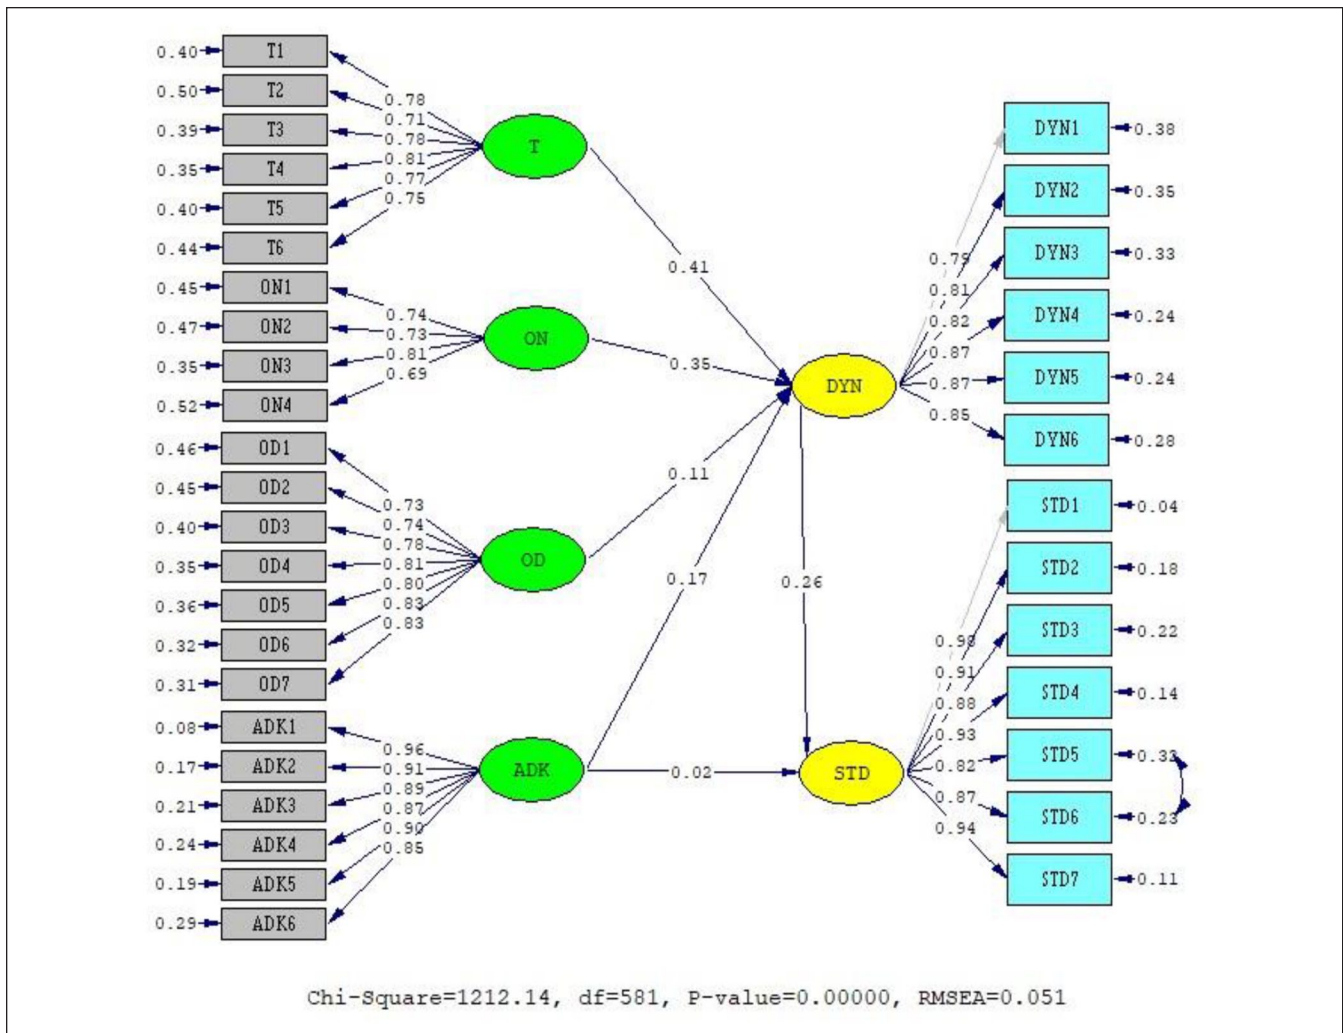 0.40 T1
0.50 T2
0.39 T3
0.35 T4
0.40 T5
0.44 T6
0.45 ON1
0.47 ON2
0.35 ON3
0.52 ON4
0.46 OD1
0.45 OD2
0.40 OD3
0.35 OD4
0.36 OD5
0.32 OD6
0.31 OD7
0.08 ADK1
0.17 ADK2
0.21 ADK3
0.24 ADK4
0.19 ADK5
0.29 ADK6
0.78
0.71
0.78
0.81
0.77
0.75
0.74
0.73
0.81
0.69
0.73
0.74
0.78
0.81
0.80
0.83
0.83
0.96
0.91
0.89
0.87
0.90
0.85
T
ON
OD
ADK
0.41
0.35
0.11
0.17
0.26
0.02
DYN
STD
0.79
0.81
0.82
0.87
0.87
0.85
0.98
0.91
0.88
0.93
0.82
0.87
0.94
DYN1 0.38
DYN2 0.35
DYN3 0.33
DYN4 0.24
DYN5 0.24
DYN6 0.28
STD1 0.04
STD2 0.18
STD3 0.22
STD4 0.14
STD5 0.33
STD6 0.23
STD7 0.11
Chi-Square=1212.14, df=581, P-value=0.00000, RMSEA=0.051